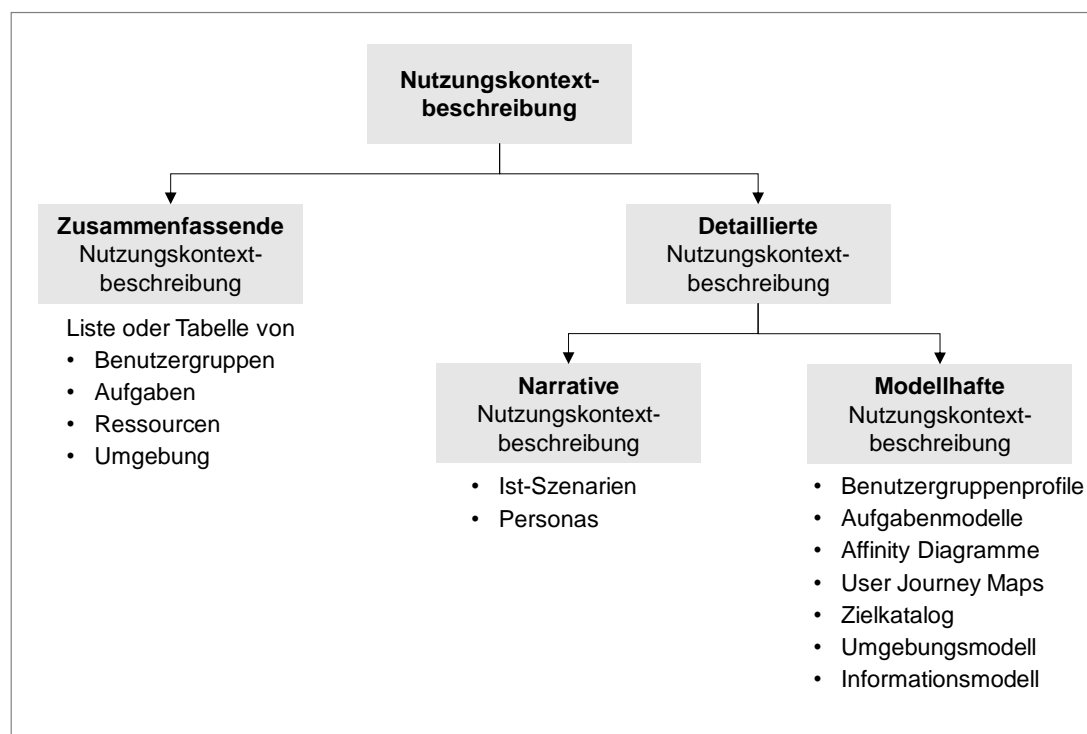 Nutzungskontext-
beschreibung
Zusammenfassende
Nutzungskontext-
beschreibung
Liste oder Tabelle von
• Benutzergruppen
• Aufgaben
• Ressourcen
• Umgebung
Detaillierte
Nutzungskontext-
beschreibung
Narrative
Nutzungskontext-
beschreibung
• Ist-Szenarien
• Personas
Modellhafte
Nutzungskontext-
beschreibung
• Benutzergruppenprofile
• Aufgabenmodelle
• Affinity Diagramme
• User Journey Maps
• Zielkatalog
• Umgebungsmodell
• Informationsmodell